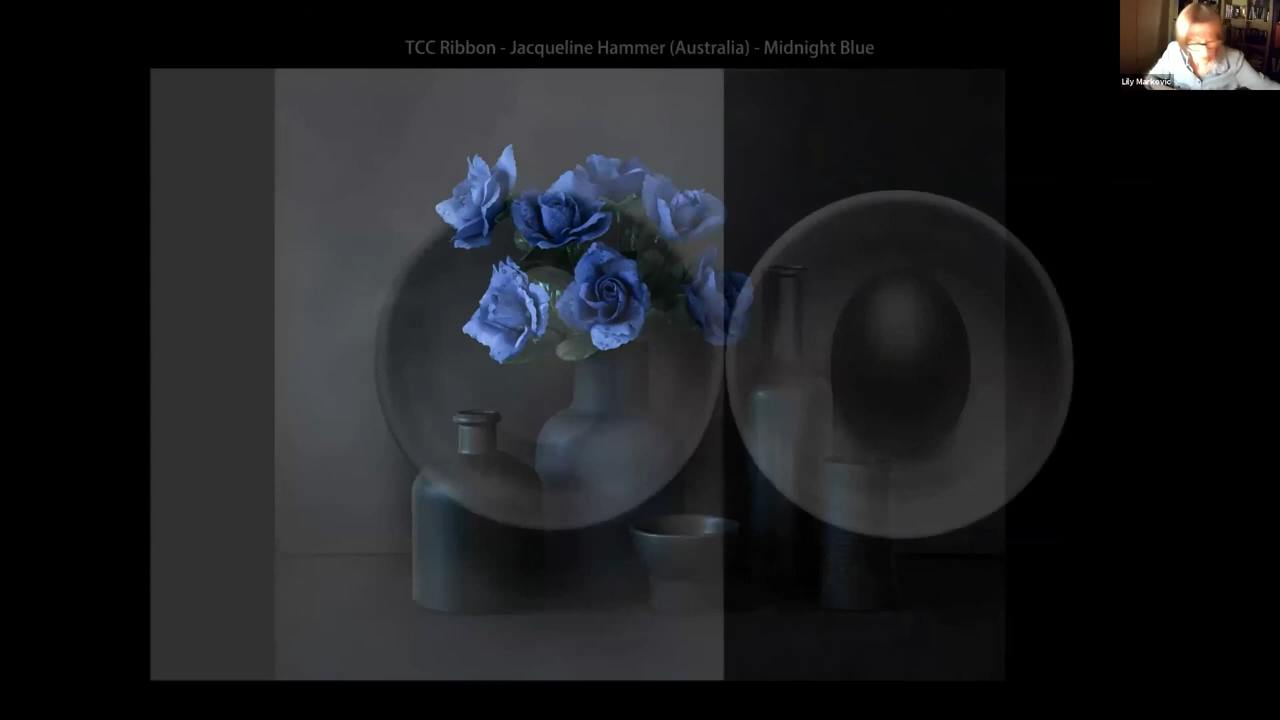 TCC Ribbon - Jacqueline Hammer (Australia) - Midnight Blue
Lily Markovic